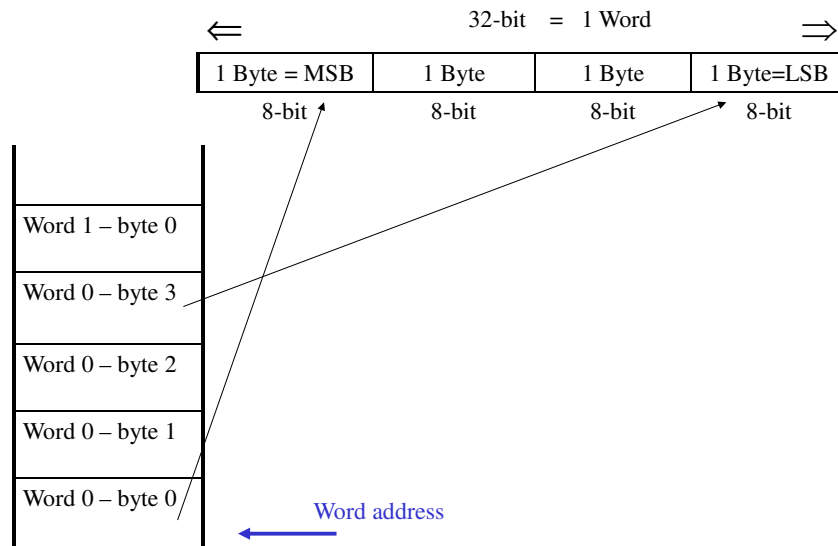 ⇐ 32-bit = 1 Word ⇒
1 Byte = MSB 1 Byte 1 Byte 1 Byte=LSB
8-bit 8-bit 8-bit 8-bit
Word 1 – byte 0
Word 0 – byte 3
Word 0 – byte 2
Word 0 – byte 1
Word 0 – byte 0
Word address